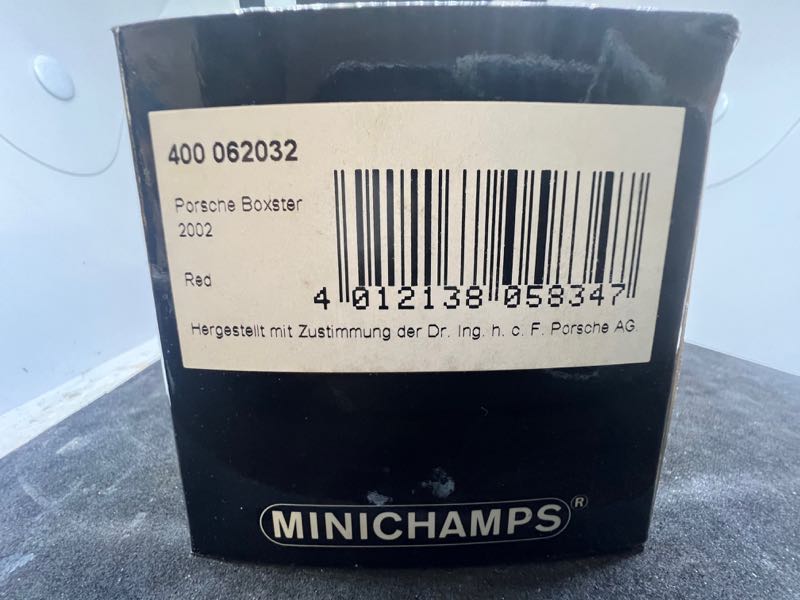 400 062032
Porsche Boxster
2002
Red
4 012138 058347
Hergestellt mit Zustimmung der Dr. Ing. h. c. F. Porsche AG.
MINICHAMPS®